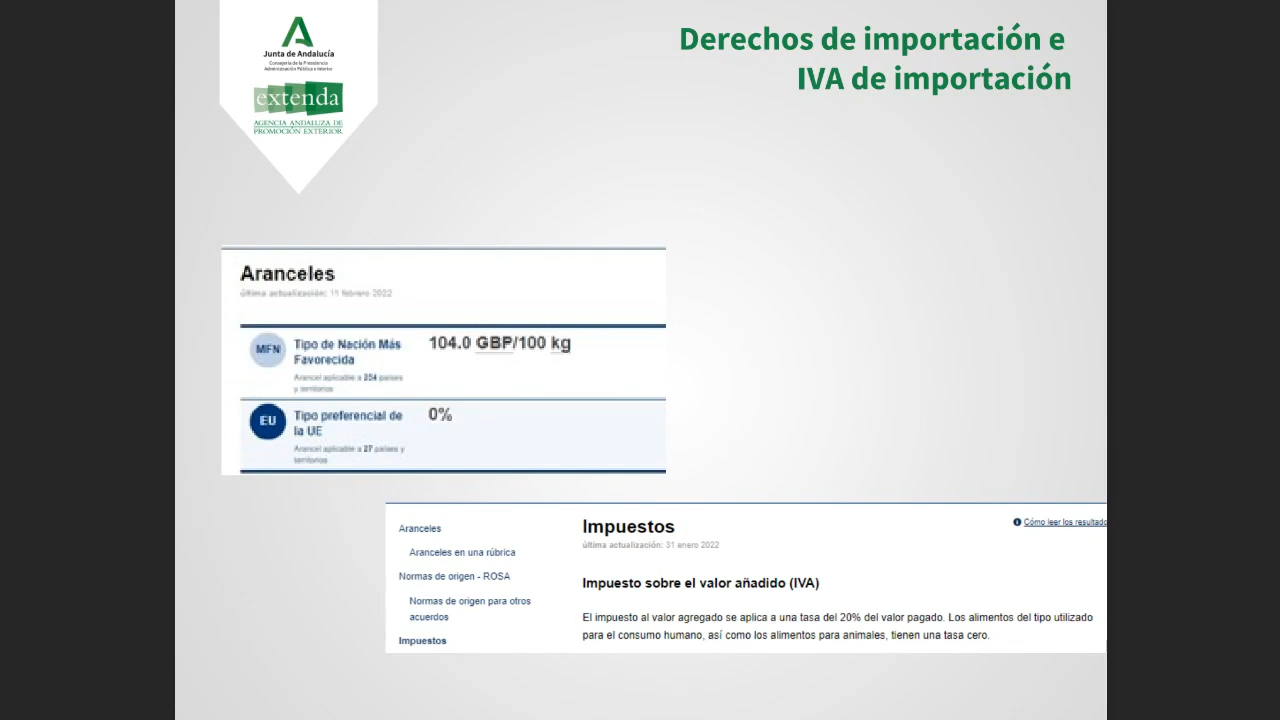 Junta de Andalucía
Consejería de la Presidencia
Administración Pública e Interior
extenda
AGENCIA ANDALUZA DE
PROMOCIÓN EXTERIOR
Derechos de importación e
IVA de importación
Aranceles
última actualización: 11 febrero 2022
MFN
Tipo de Nación Más
Favorecida
104.0 GBP/100 kg
Arancel aplicable a 254 países
y territorios
EU
Tipo preferencial de
la UE
0%
Arancel aplicable a 27 países y
territorios
Aranceles
Aranceles en una rúbrica
Normas de origen - ROSA
Normas de origen para otros
acuerdos
Impuestos
Impuestos
Cómo leer los resultado
última actualización: 31 enero 2022
Impuesto sobre el valor añadido (IVA)
El impuesto al valor agregado se aplica a una tasa del 20% del valor pagado. Los alimentos del tipo utilizado
para el consumo humano, así como los alimentos para animales, tienen una tasa cero.